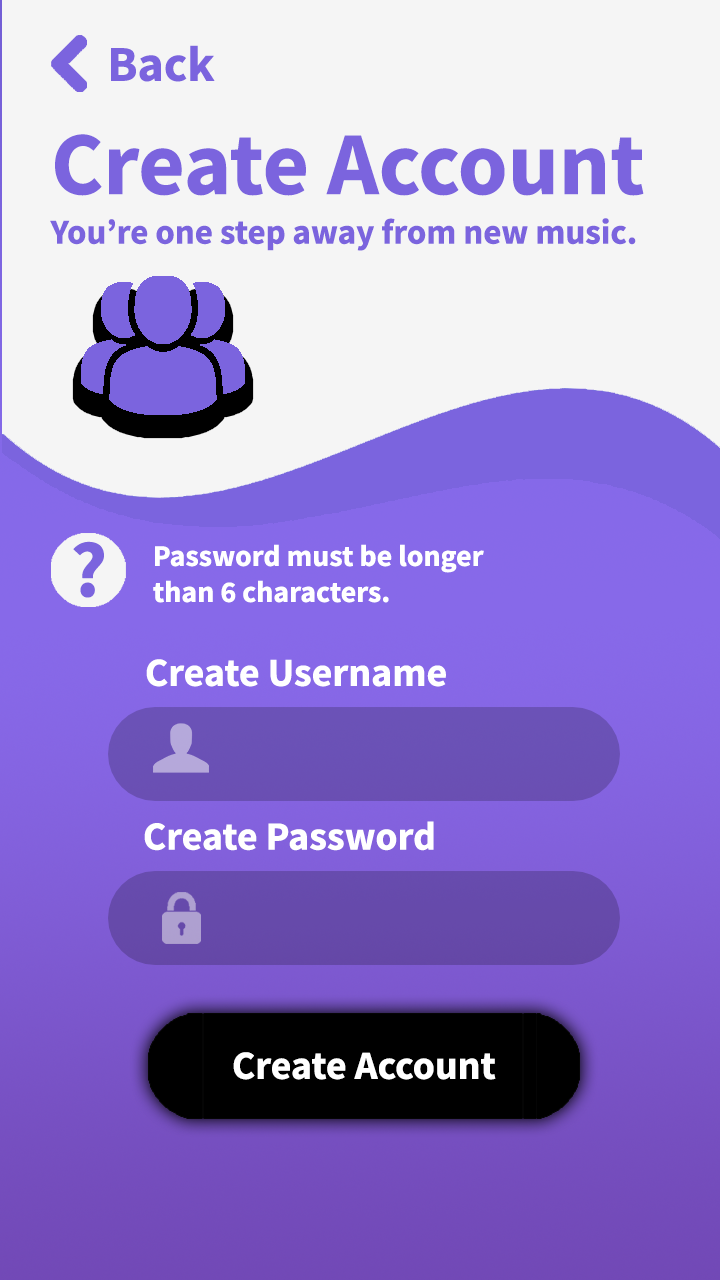 Back
Create Account
You’re one step away from new music.
?
Password must be longer
than 6 characters.
Create Username
Create Password
Create Account